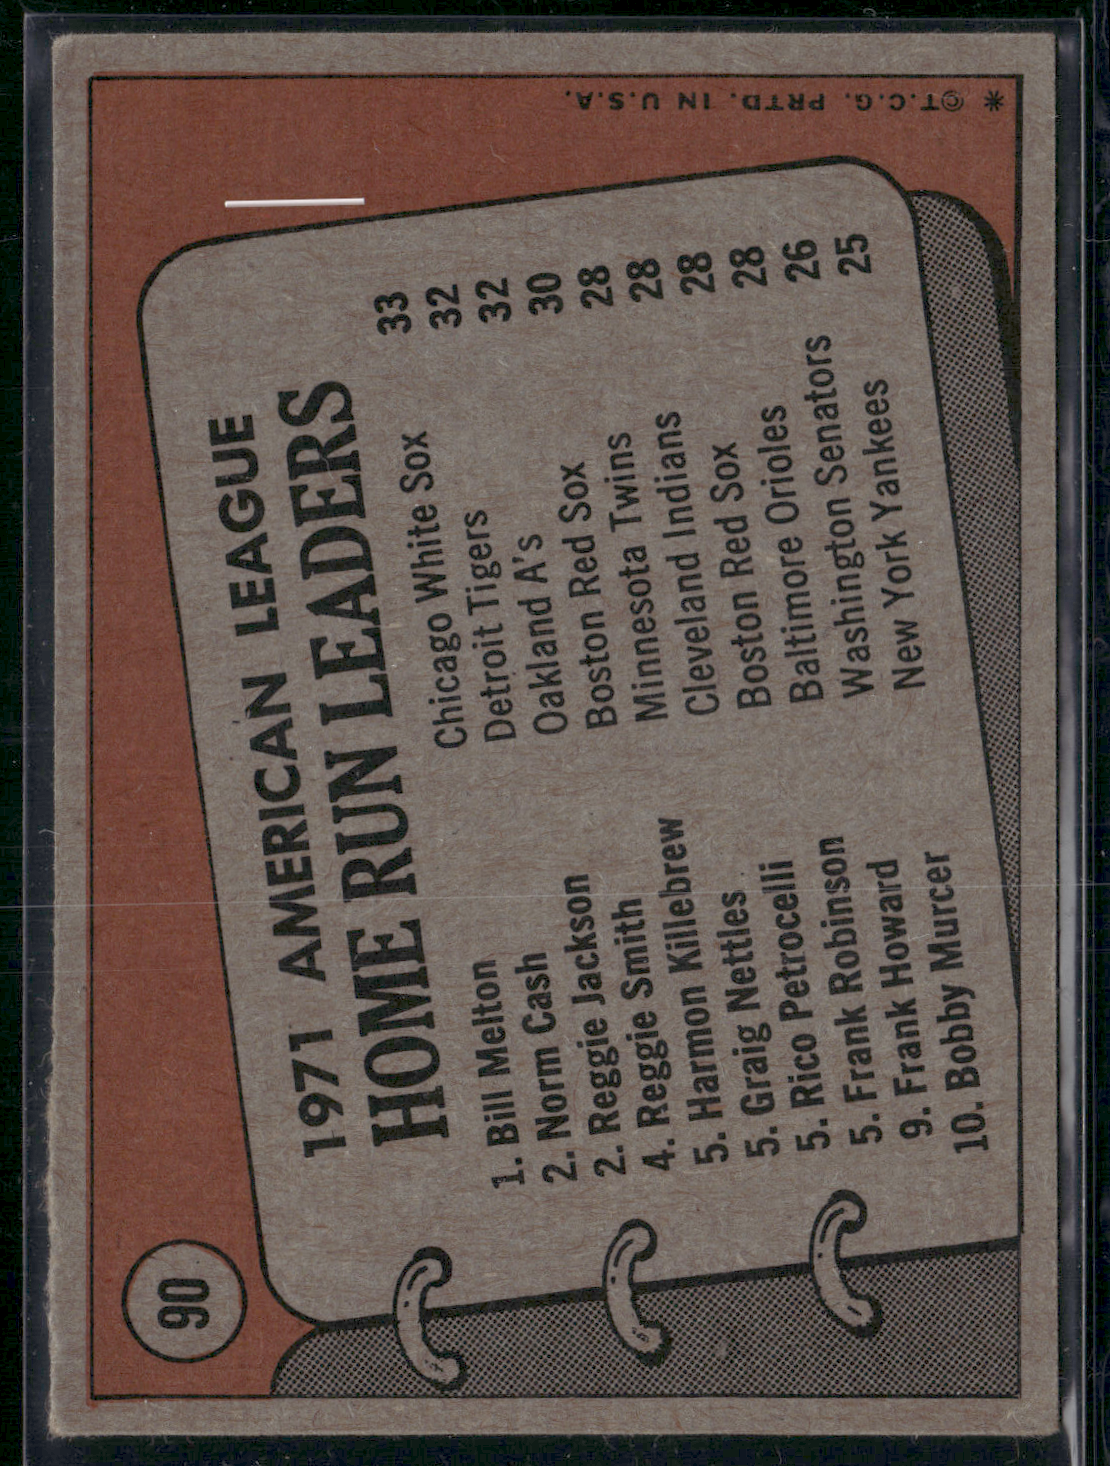 90
1971 AMERICAN LEAGUE
HOME RUN LEADERS
1. Bill Melton Chicago White Sox 33
2. Norm Cash Detroit Tigers 32
2. Reggie Jackson Oakland A's 32
4. Reggie Smith Boston Red Sox 30
5. Harmon Killebrew Minnesota Twins 28
5. Graig Nettles Cleveland Indians 28
5. Rico Petrocelli Boston Red Sox 28
5. Frank Robinson Baltimore Orioles 28
9. Frank Howard Washington Senators 26
10. Bobby Murcer New York Yankees 25
* ©T.C.G. PRTD. IN U.S.A.